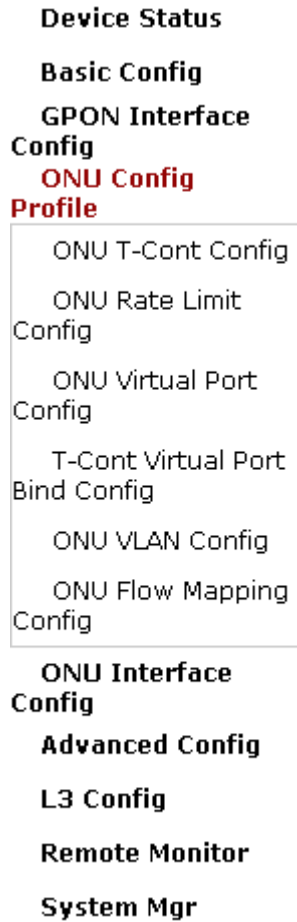 Device Status
Basic Config
GPON Interface
Config
ONU Config
Profile
ONU T-Cont Config
ONU Rate Limit
Config
ONU Virtual Port
Config
T-Cont Virtual Port
Bind Config
ONU VLAN Config
ONU Flow Mapping
Config
ONU Interface
Config
Advanced Config
L3 Config
Remote Monitor
System Mgr